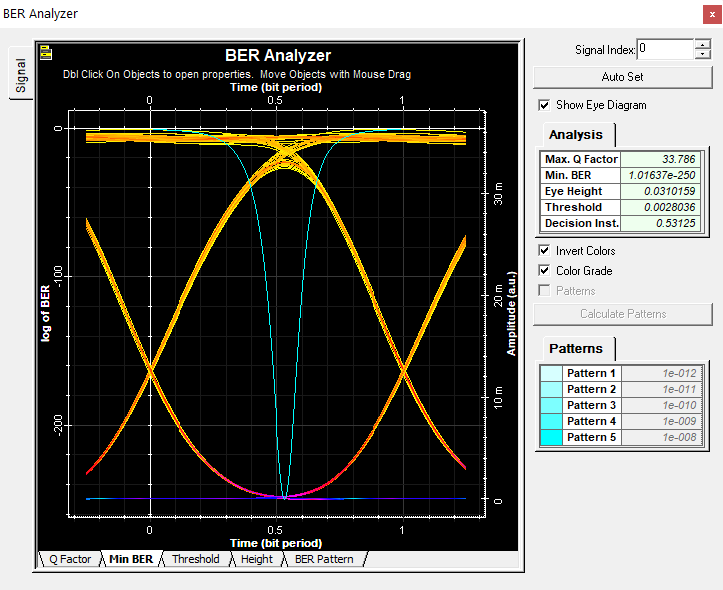 BER Analyzer
x
Signal
BER Analyzer
Dbl Click On Objects to open properties. Move Objects with Mouse Drag
Time (bit period)
0 0.5 1
log of BER
0
-100
-200
Amplitude (a.u.)
30 m
20 m
10 m
0
0 0.5 1
Time (bit period)
Q Factor Min BER Threshold Height BER Pattern
Signal Index: 0
Auto Set
Show Eye Diagram
Analysis
Max. Q Factor 33.786
Min. BER 1.01637e-250
Eye Height 0.0310159
Threshold 0.0028036
Decision Inst. 0.53125
Invert Colors
Color Grade
Patterns
Calculate Patterns
Patterns
Pattern 1 1e-012
Pattern 2 1e-011
Pattern 3 1e-010
Pattern 4 1e-009
Pattern 5 1e-008